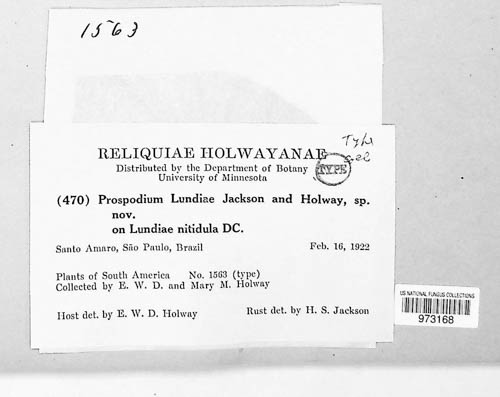 1563
RELIQUIAE HOLWAYANAE
TYPE
Distributed by the Department of Botany
University of Minnesota
(470) Prospodium Lundiae Jackson and Holway, sp.
nov.
on Lundiae nitidula DC.
Santo Amaro, São Paulo, Brazil Feb. 16, 1922
Plants of South America No. 1563 (type)
Collected by E. W. D. and Mary M. Holway
Host det. by E. W. D. Holway Rust det. by H. S. Jackson
US NATIONAL FUNGUS COLLECTIONS
973168